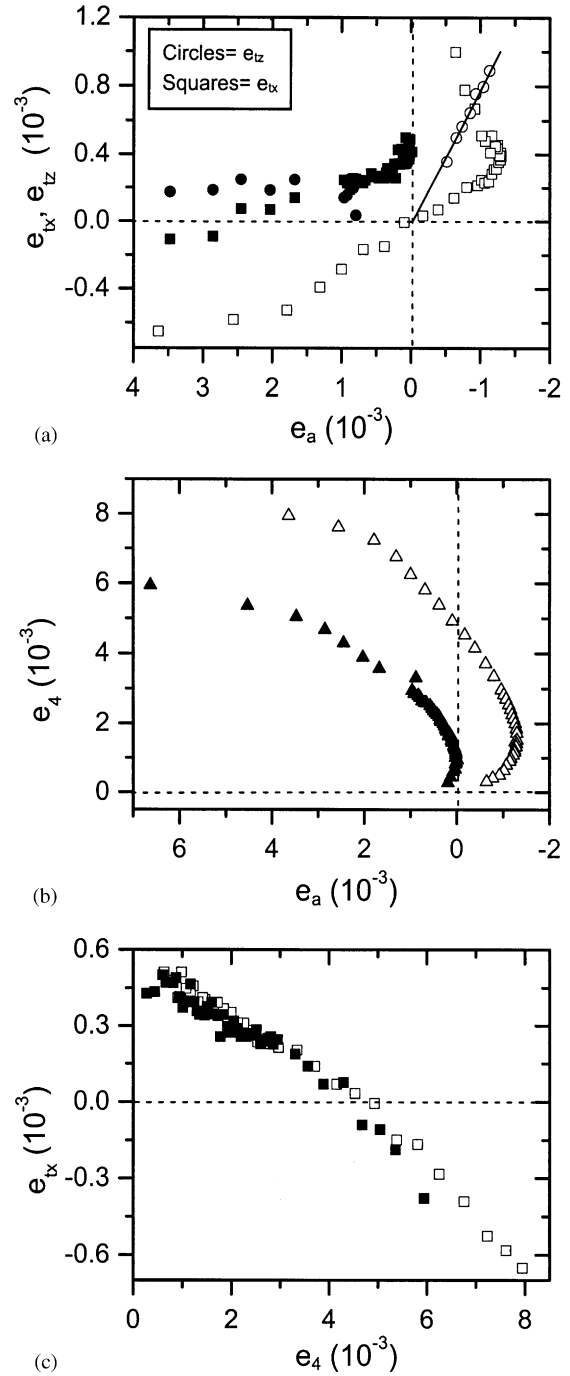 1.2
0.8
0.4
0.0
-0.4
e_tx, e_tz (10^-3)
Circles= e_tz
Squares= e_tx
4 3 2 1 0 -1
e_a (10^-3)
(a)
8
6
4
2
0
e_4 (10^-3)
6 4 2 0 -2
e_a (10^-3)
(b)
0.6
0.3
0.0
-0.3
-0.6
e_tx (10^-3)
0 2 4 6 8
e_4 (10^-3)
(c)